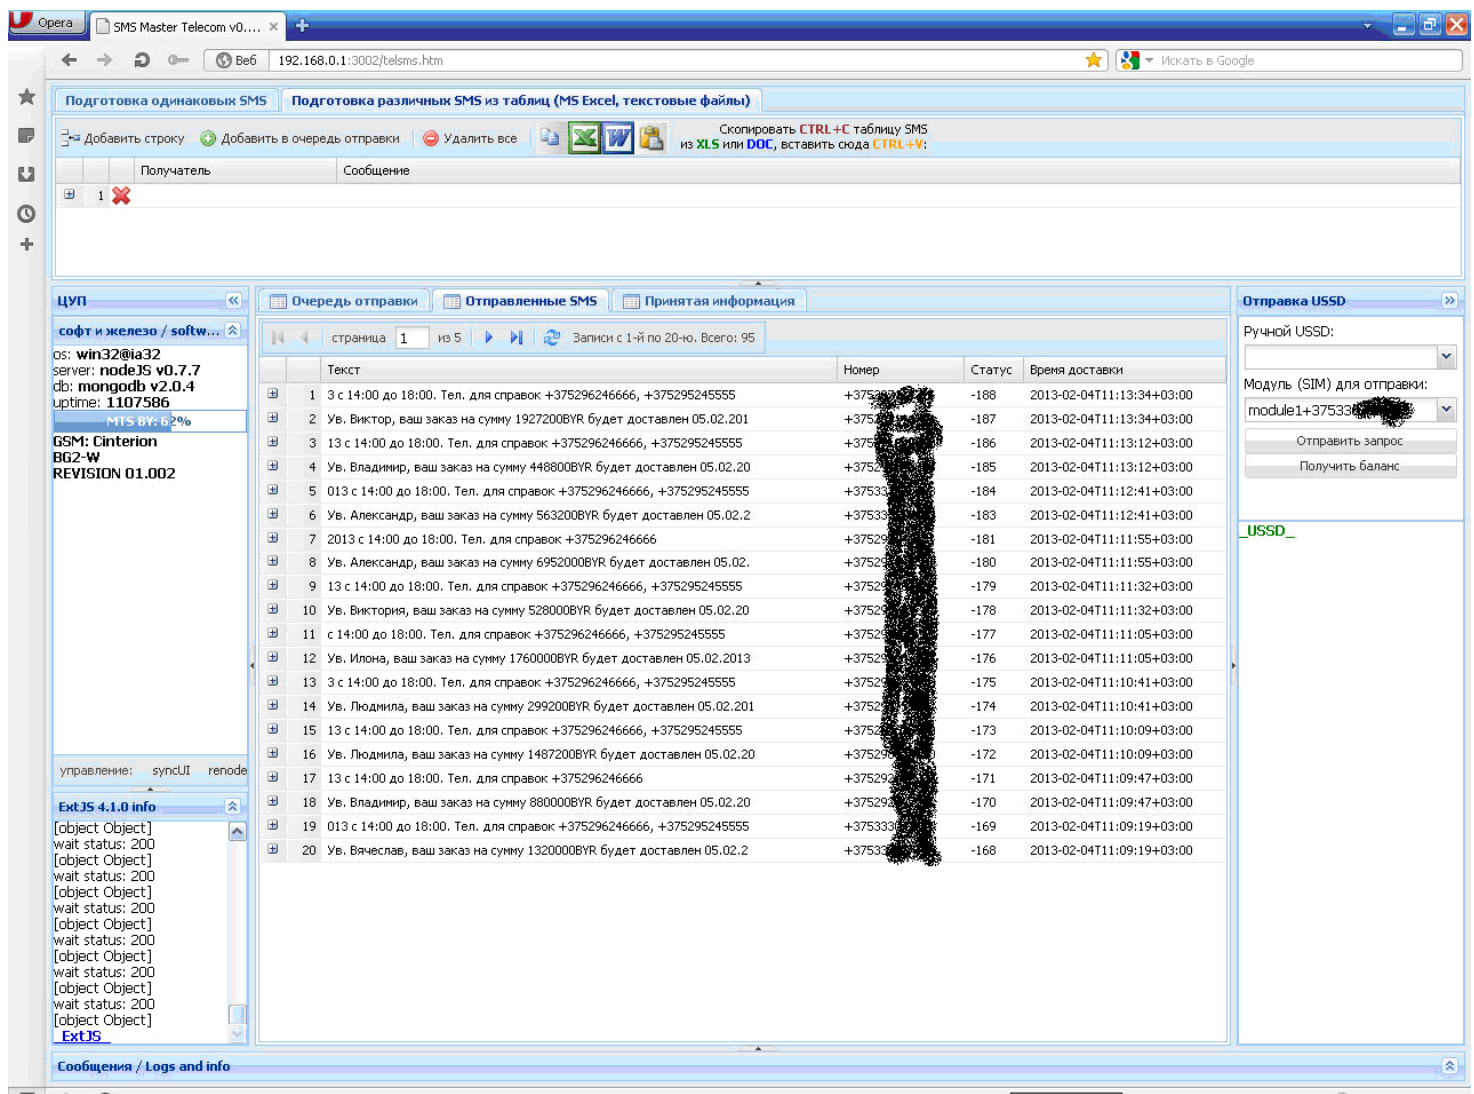 Opera
SMS Master Telecom v0....
Веб 192.168.0.1:3002/telsms.htm
Искать в Google
Подготовка одинаковых SMS
Подготовка различных SMS из таблиц (MS Excel, текстовые файлы)
Добавить строку Добавить в очередь отправки Удалить все
Скопировать CTRL+C таблицу SMS
из XLS или DOC, вставить сюда CTRL+V:
Получатель Сообщение
1
ЦУП
софт и железо / softw...
os: win32@ia32
server: nodeJS v0.7.7
db: mongodb v2.0.4
uptime: 1107586
MTS BY: 62%
GSM: Cinterion
BG2-W
REVISION 01.002
управление: syncUI renode
ExtJS 4.1.0 info
[object Object]
wait status: 200
[object Object]
wait status: 200
[object Object]
wait status: 200
[object Object]
wait status: 200
[object Object]
wait status: 200
[object Object]
wait status: 200
[object Object]
_ExtJS_
Очередь отправки Отправленные SMS Принятая информация
страница 1 из 5 Записи с 1-й по 20-ю. Всего: 95
Текст Номер Статус Время доставки
1 3 с 14:00 до 18:00. Тел. для справок +375296246666, +375295245555 -188 2013-02-04T11:13:34+03:00
2 Ув. Виктор, ваш заказ на сумму 1927200BYR будет доставлен 05.02.201 -187 2013-02-04T11:13:34+03:00
3 13 с 14:00 до 18:00. Тел. для справок +375296246666, +375295245555 -186 2013-02-04T11:13:12+03:00
4 Ув. Владимир, ваш заказ на сумму 448800BYR будет доставлен 05.02.20 -185 2013-02-04T11:13:12+03:00
5 013 с 14:00 до 18:00. Тел. для справок +375296246666, +375295245555 -184 2013-02-04T11:12:41+03:00
6 Ув. Александр, ваш заказ на сумму 563200BYR будет доставлен 05.02.2 -183 2013-02-04T11:12:41+03:00
7 2013 с 14:00 до 18:00. Тел. для справок +375296246666 -181 2013-02-04T11:11:55+03:00
8 Ув. Александр, ваш заказ на сумму 6952000BYR будет доставлен 05.02. -180 2013-02-04T11:11:55+03:00
9 13 с 14:00 до 18:00. Тел. для справок +375296246666, +375295245555 -179 2013-02-04T11:11:32+03:00
10 Ув. Виктория, ваш заказ на сумму 528000BYR будет доставлен 05.02.20 -178 2013-02-04T11:11:32+03:00
11 с 14:00 до 18:00. Тел. для справок +375296246666, +375295245555 -177 2013-02-04T11:11:05+03:00
12 Ув. Илона, ваш заказ на сумму 1760000BYR будет доставлен 05.02.2013 -176 2013-02-04T11:11:05+03:00
13 3 с 14:00 до 18:00. Тел. для справок +375296246666, +375295245555 -175 2013-02-04T11:10:41+03:00
14 Ув. Людмила, ваш заказ на сумму 299200BYR будет доставлен 05.02.201 -174 2013-02-04T11:10:41+03:00
15 13 с 14:00 до 18:00. Тел. для справок +375296246666, +375295245555 -173 2013-02-04T11:10:09+03:00
16 Ув. Людмила, ваш заказ на сумму 1487200BYR будет доставлен 05.02.20 -172 2013-02-04T11:10:09+03:00
17 13 с 14:00 до 18:00. Тел. для справок +375296246666 -171 2013-02-04T11:09:47+03:00
18 Ув. Владимир, ваш заказ на сумму 880000BYR будет доставлен 05.02.20 -170 2013-02-04T11:09:47+03:00
19 013 с 14:00 до 18:00. Тел. для справок +375296246666, +375295245555 -169 2013-02-04T11:09:19+03:00
20 Ув. Вячеслав, ваш заказ на сумму 1320000BYR будет доставлен 05.02.2 -168 2013-02-04T11:09:19+03:00
Отправка USSD
Ручной USSD:
Модуль (SIM) для отправки:
module1+37533
Отправить запрос
Получить баланс
_USSD_
Сообщения / Logs and info